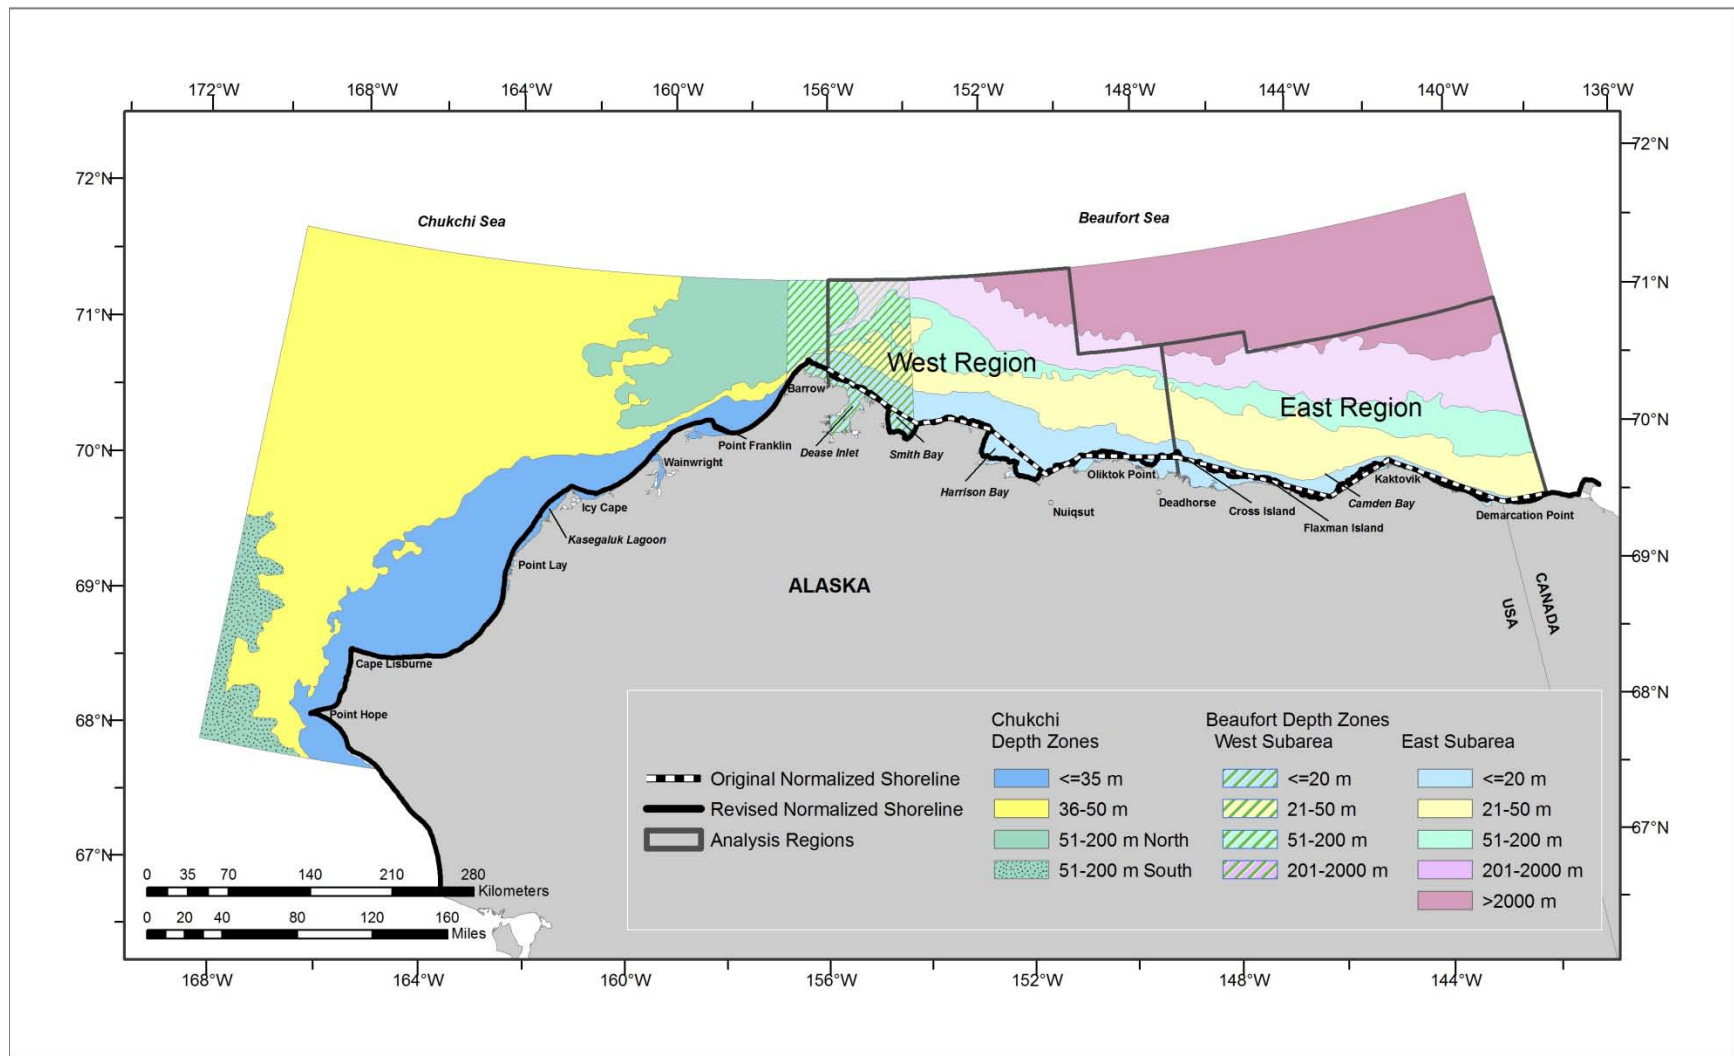 172°W 168°W 164°W 160°W 156°W 152°W 148°W 144°W 140°W 136°W
72°N
72°N
Chukchi Sea
Beaufort Sea
71°N
71°N
West Region
East Region
Barrow
70°N
70°N
Point Franklin
Dease Inlet
Smith Bay
Wainwright
Harrison Bay
Oliktok Point
Kaktovik
Icy Cape
Nuiqsut
Deadhorse
Cross Island
Camden Bay
Flaxman Island
Demarcation Point
Kasegaluk Lagoon
69°N
69°N
Point Lay
ALASKA
USA
CANADA
Cape Lisburne
68°N
68°N
Point Hope
67°N
67°N
Chukchi
Depth Zones
<=35 m
36-50 m
51-200 m North
51-200 m South
Beaufort Depth Zones
West Subarea
<=20 m
21-50 m
51-200 m
201-2000 m
East Subarea
<=20 m
21-50 m
51-200 m
201-2000 m
>2000 m
Original Normalized Shoreline
Revised Normalized Shoreline
Analysis Regions
0 35 70 140 210 280
Kilometers
0 20 40 80 120 160
Miles
168°W 164°W 160°W 156°W 152°W 148°W 144°W